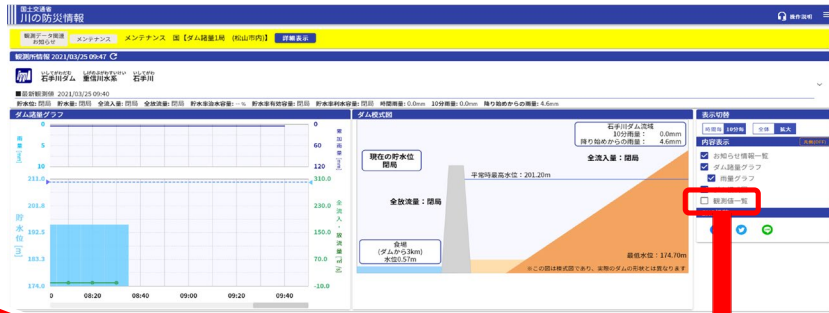 国土交通省
川の防災情報
操作説明
観測データ関連
お知らせ
メンテナンス
メンテナンス 国【ダム諸量1局 (松山市内)】
詳細表示
観測所情報 2021/03/25 09:47
いしてがわだむ しげのぶがわすいけい いしてがわ
石手川ダム 重信川水系 石手川
■最新観測値 2021/03/25 09:40
貯水位: 閉局 貯水量: 閉局 全流入量: 閉局 全放流量: 閉局 貯水率治水容量: -- % 貯水率有効容量: 閉局 貯水率利水容量: 閉局 時間雨量: 0.0mm 10分雨量: 0.0mm 降り始めからの雨量: 4.6mm
ダム諸量グラフ
0
5
10
雨量[mm]
0
60
120
累加雨量[mm]
211.0
201.8
192.5
183.3
174.0
貯水位[m]
310.0
230.0
150.0
70.0
-10.0
全流入・放流量
0 08:20 08:40 09:00 09:20 09:40
ダム模式図
石手川ダム流域
10分雨量: 0.0mm
降り始めからの雨量: 4.6mm
現在の貯水位
閉局
全流入量:閉局
平常時最高水位:201.20m
全放流量:閉局
食場
(ダムから3km)
水位0.57m
最低水位:174.70m
※この図は模式図であり、実際のダムの形状とは異なります
表示切替
時間毎 10分毎 全体 拡大
内容表示
お知らせ情報一覧
ダム諸量グラフ
雨量グラフ
観測値一覧